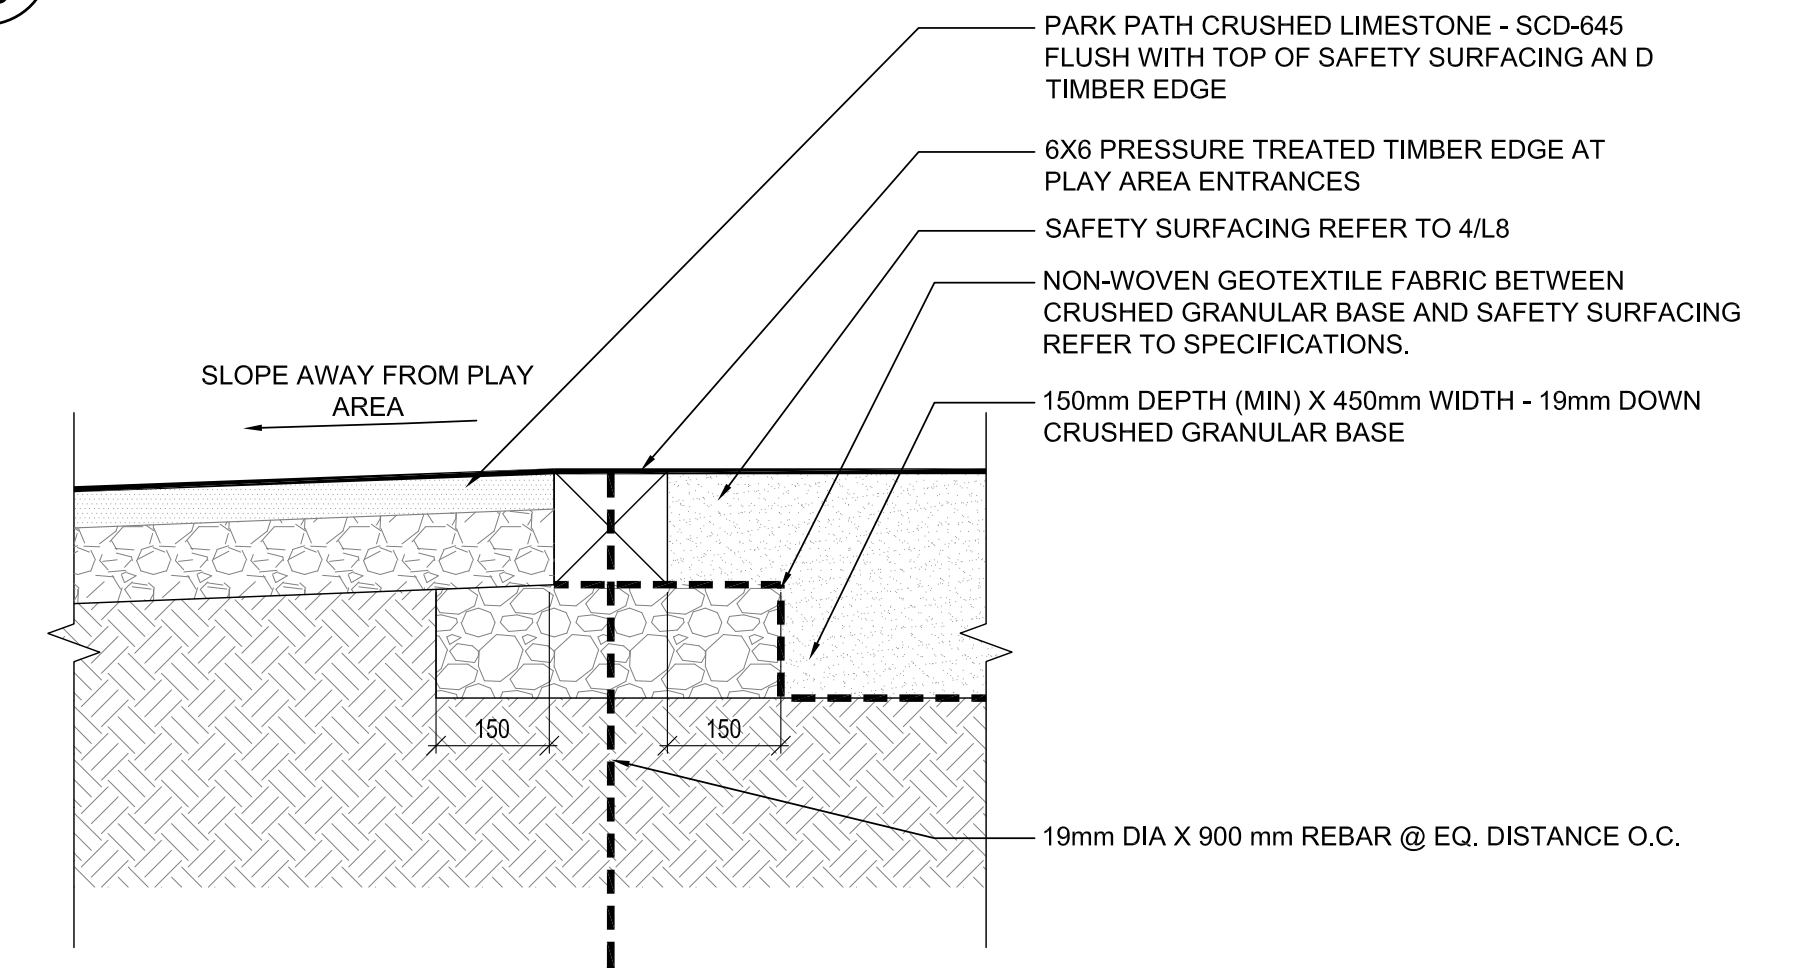 PARK PATH CRUSHED LIMESTONE - SCD-645
FLUSH WITH TOP OF SAFETY SURFACING AN D
TIMBER EDGE
6X6 PRESSURE TREATED TIMBER EDGE AT
PLAY AREA ENTRANCES
SAFETY SURFACING REFER TO 4/L8
NON-WOVEN GEOTEXTILE FABRIC BETWEEN
CRUSHED GRANULAR BASE AND SAFETY SURFACING
REFER TO SPECIFICATIONS.
SLOPE AWAY FROM PLAY
AREA
150mm DEPTH (MIN) X 450mm WIDTH - 19mm DOWN
CRUSHED GRANULAR BASE
150
150
19mm DIA X 900 mm REBAR @ EQ. DISTANCE O.C.